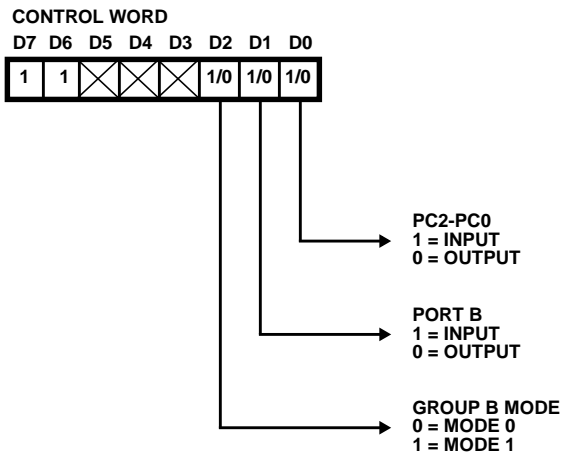 CONTROL WORD
D7 D6 D5 D4 D3 D2 D1 D0
1 1 1/0 1/0 1/0
PC2-PC0
1 = INPUT
0 = OUTPUT
PORT B
1 = INPUT
0 = OUTPUT
GROUP B MODE
0 = MODE 0
1 = MODE 1